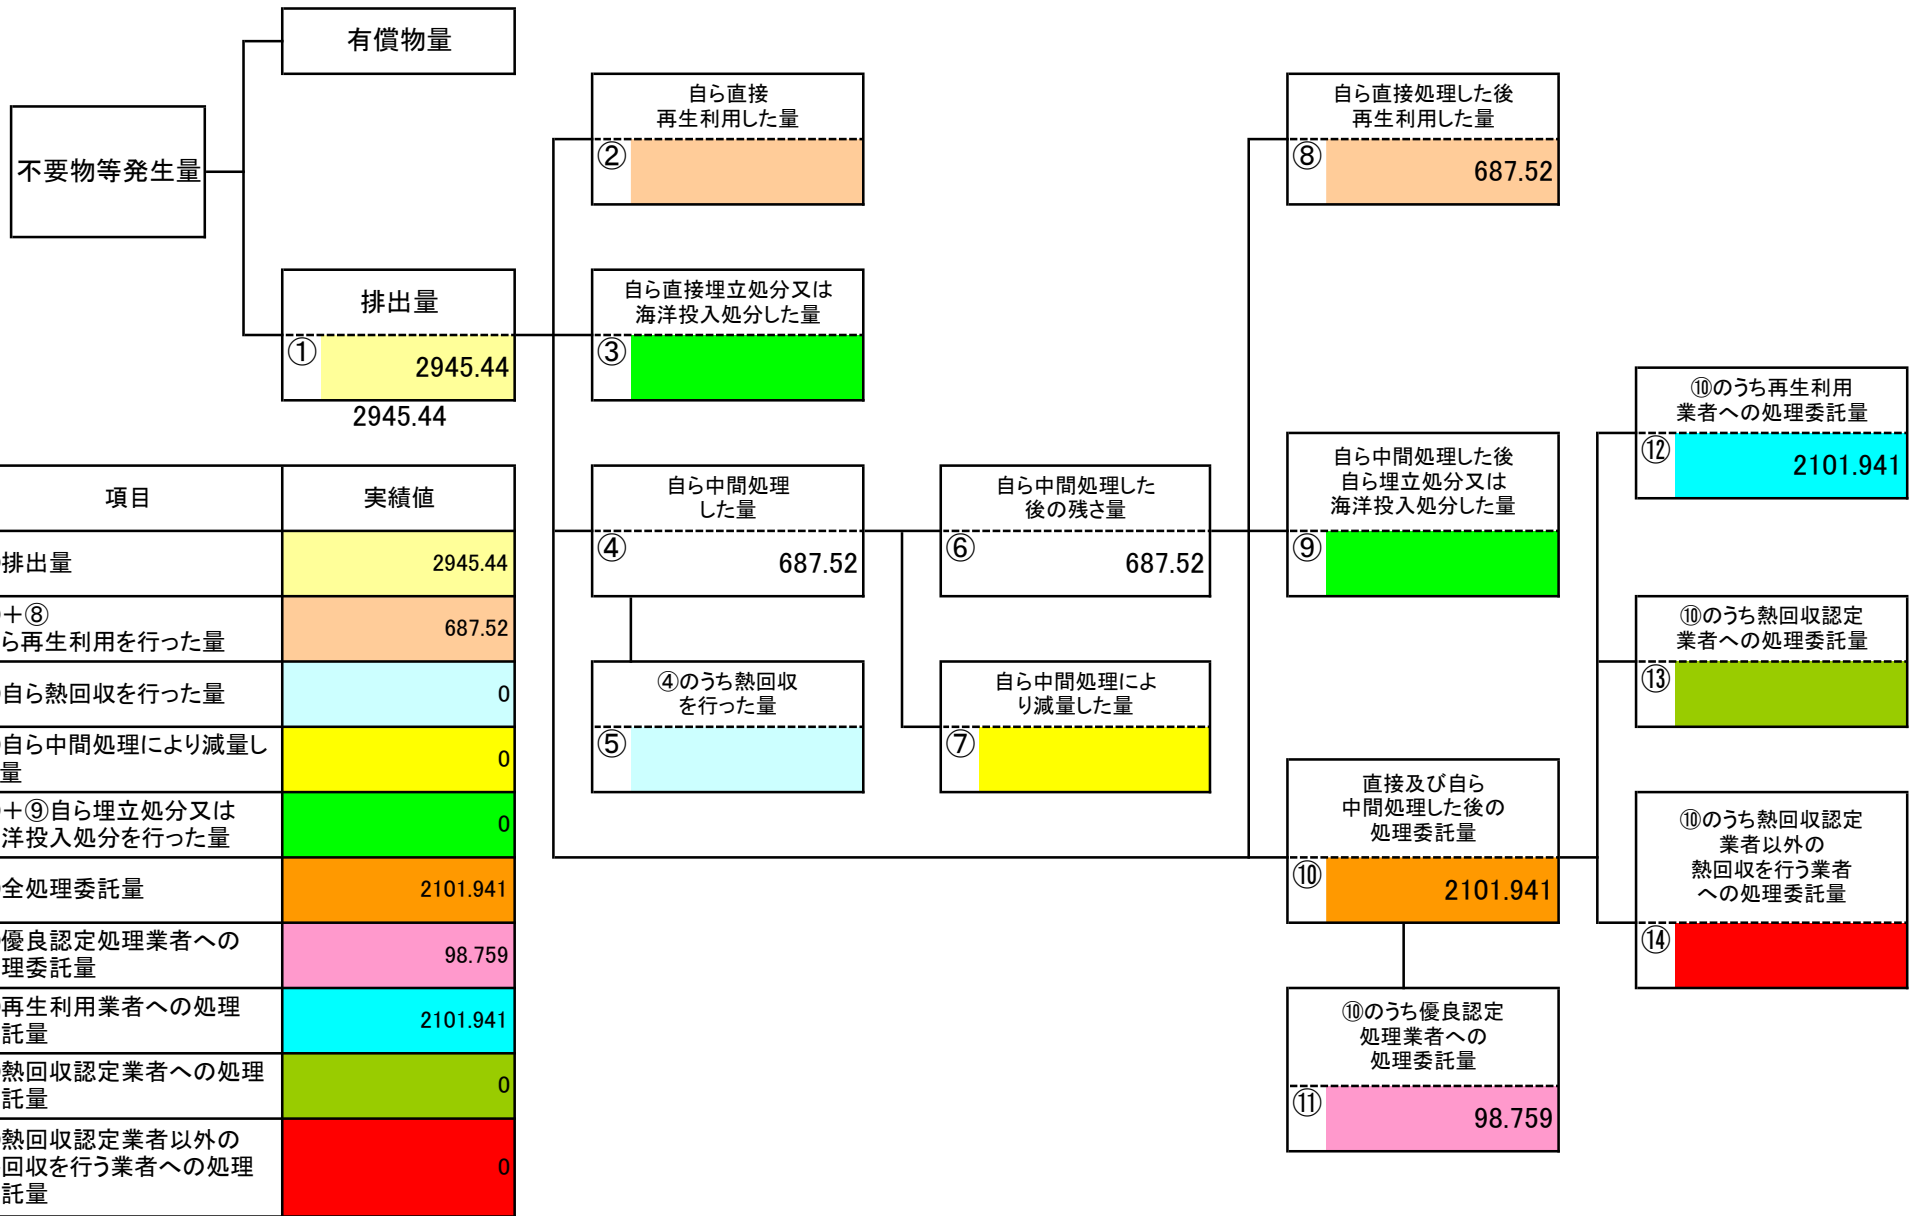 有償物量
不要物等発生量
排出量
①
2945.44
2945.44
自ら直接
再生利用した量
②
自ら直接埋立処分又は
海洋投入処分した量
③
自ら中間処理
した量
④
687.52
④のうち熱回収
を行った量
⑤
自ら中間処理した
後の残さ量
⑥
687.52
自ら中間処理によ
り減量した量
⑦
自ら直接処理した後
再生利用した量
⑧
687.52
自ら中間処理した後
自ら埋立処分又は
海洋投入処分した量
⑨
直接及び自ら
中間処理した後の
処理委託量
⑩
2101.941
⑩のうち優良認定
処理業者への
処理委託量
⑪
98.759
⑩のうち再生利用
業者への処理委託量
⑫
2101.941
⑩のうち熱回収認定
業者への処理委託量
⑬
⑩のうち熱回収認定
業者以外の
熱回収を行う業者
への処理委託量
⑭
項目 実績値
排出量 2945.44
+⑧
ら再生利用を行った量 687.52
自ら熱回収を行った量 0
自ら中間処理により減量し
量 0
+⑨自ら埋立処分又は
洋投入処分を行った量 0
全処理委託量 2101.941
優良認定処理業者への
理委託量 98.759
再生利用業者への処理
託量 2101.941
熱回収認定業者への処理
託量 0
熱回収認定業者以外の
回収を行う業者への処理
託量 0